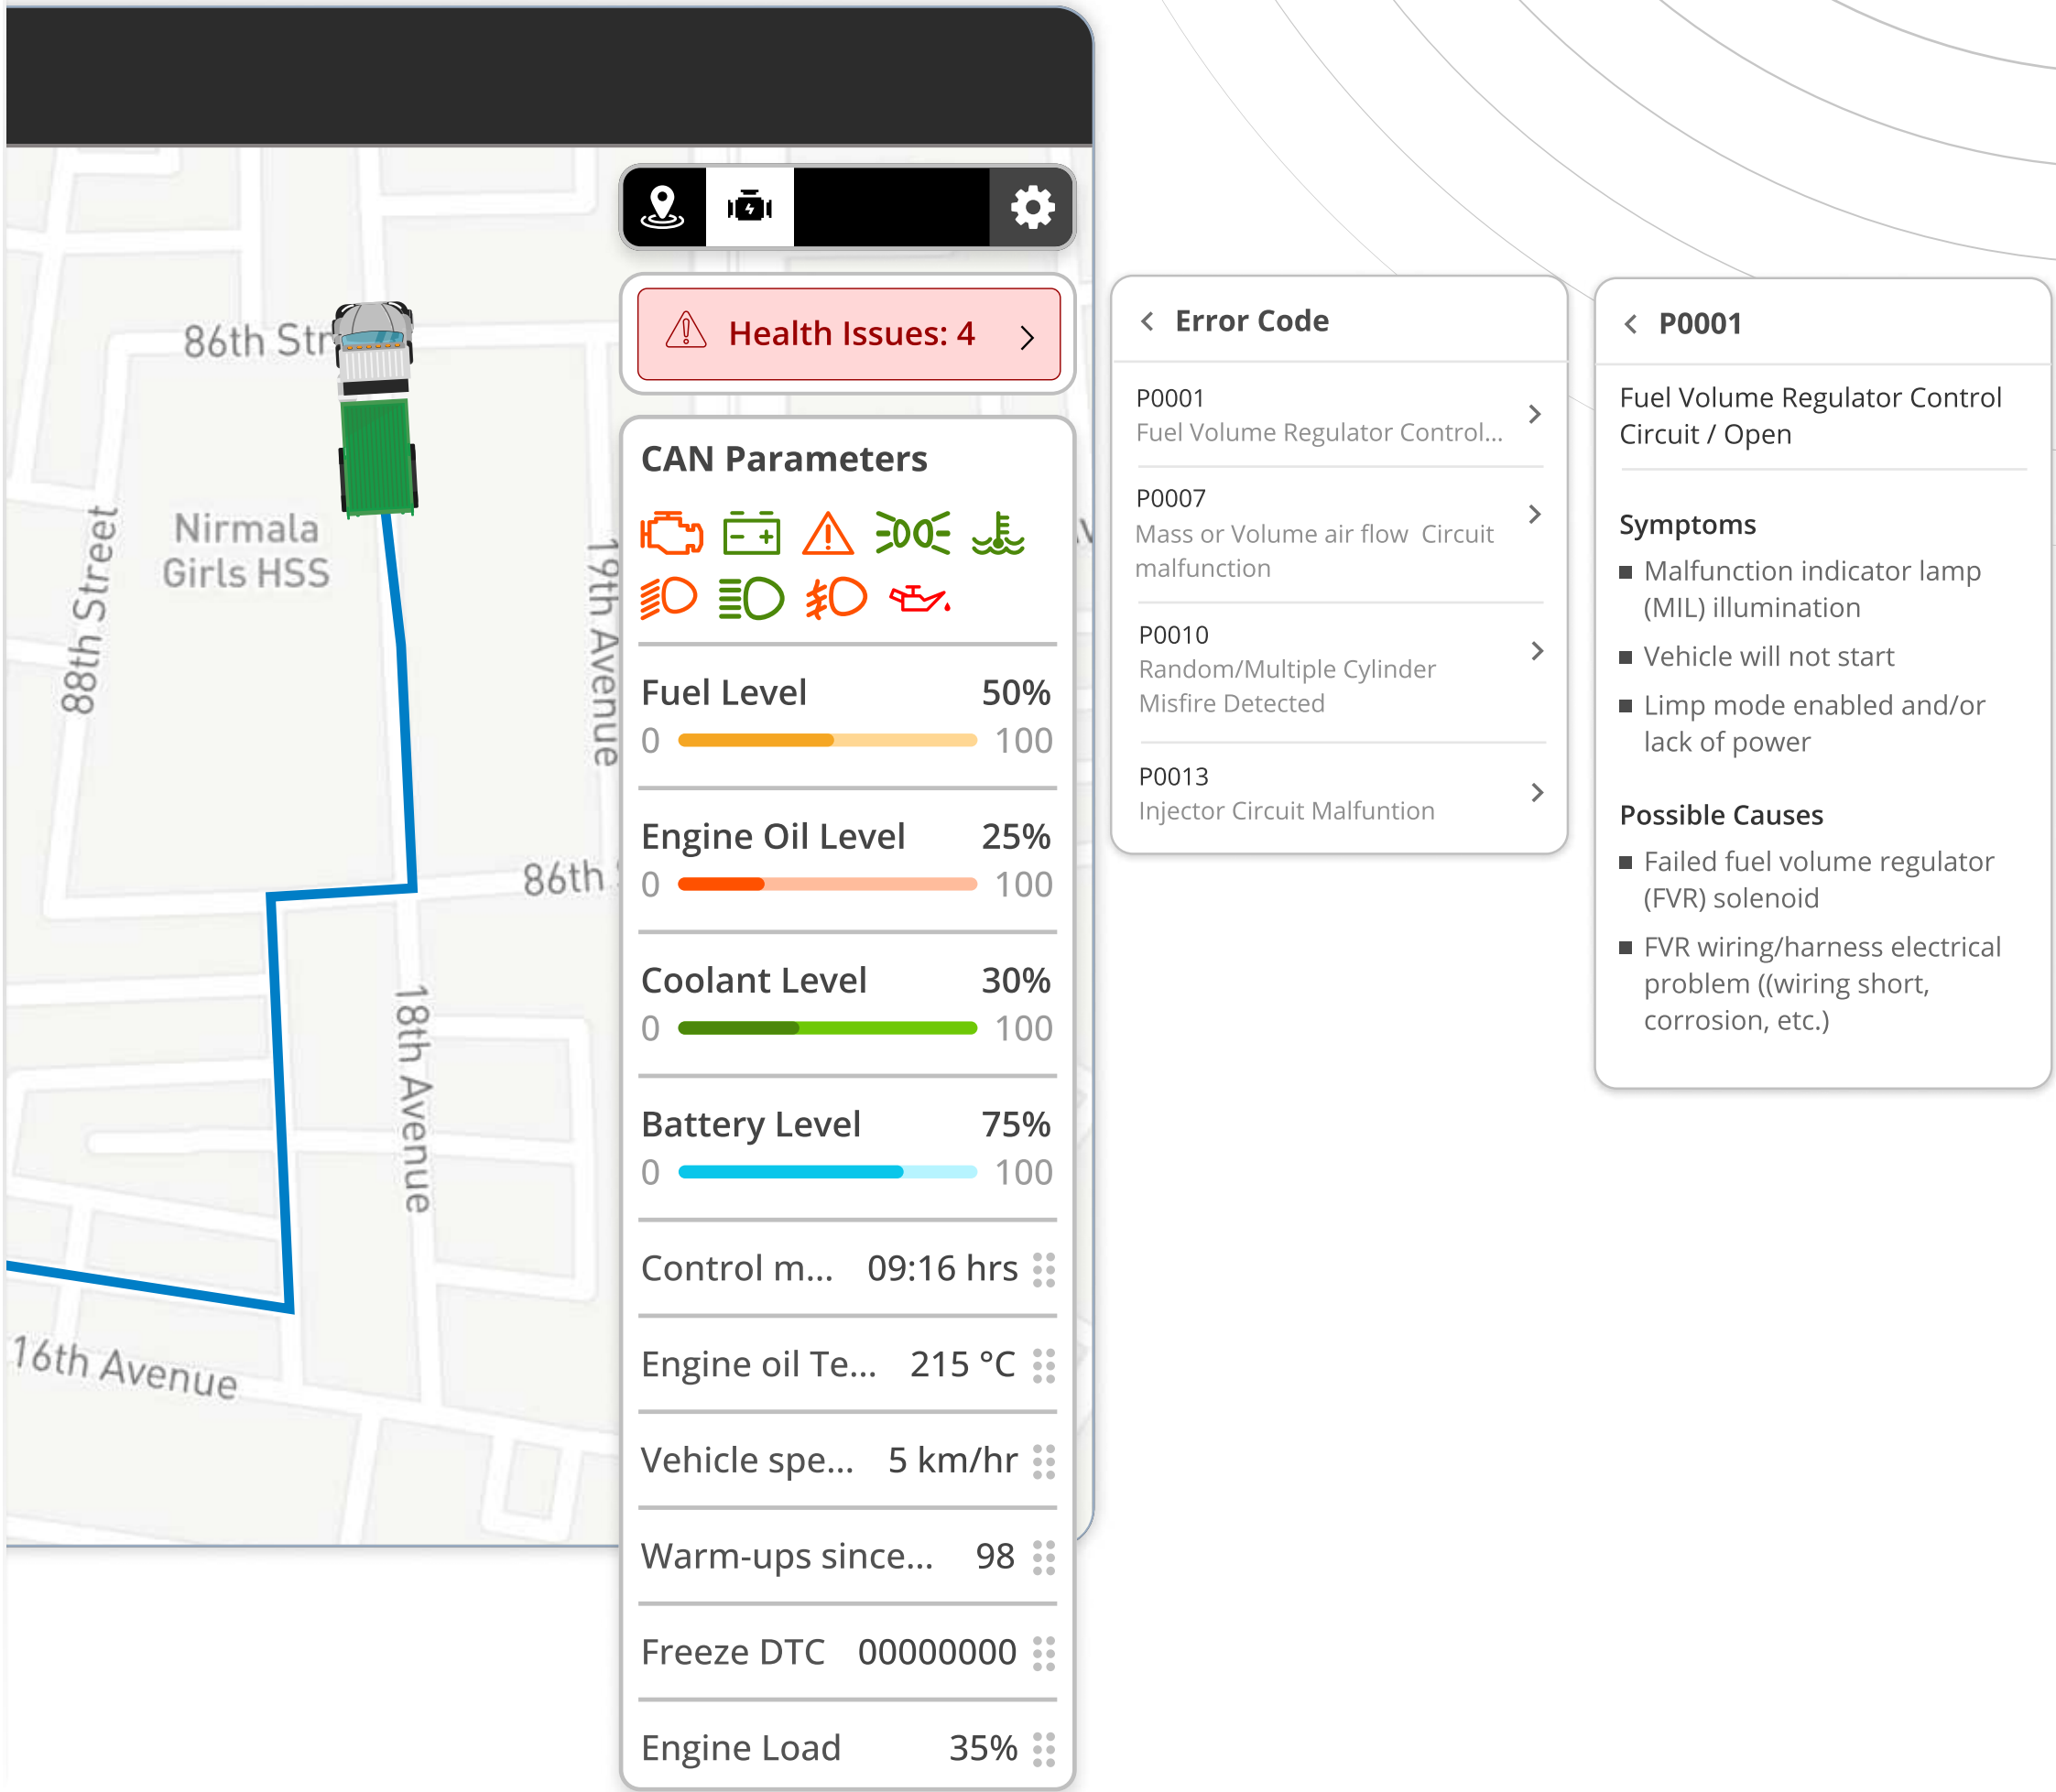 86th Str
Nirmala
Girls HSS
88th Street
19th Avenue
86th
18th Avenue
16th Avenue
Health Issues: 4
CAN Parameters
Fuel Level 50%
0 100
Engine Oil Level 25%
0 100
Coolant Level 30%
0 100
Battery Level 75%
0 100
Control m... 09:16 hrs
Engine oil Te... 215 °C
Vehicle spe... 5 km/hr
Warm-ups since... 98
Freeze DTC 00000000
Engine Load 35%
Error Code
P0001
Fuel Volume Regulator Control...
P0007
Mass or Volume air flow Circuit
malfunction
P0010
Random/Multiple Cylinder
Misfire Detected
P0013
Injector Circuit Malfuntion
P0001
Fuel Volume Regulator Control
Circuit / Open
Symptoms
Malfunction indicator lamp
(MIL) illumination
Vehicle will not start
Limp mode enabled and/or
lack of power
Possible Causes
Failed fuel volume regulator
(FVR) solenoid
FVR wiring/harness electrical
problem ((wiring short,
corrosion, etc.)